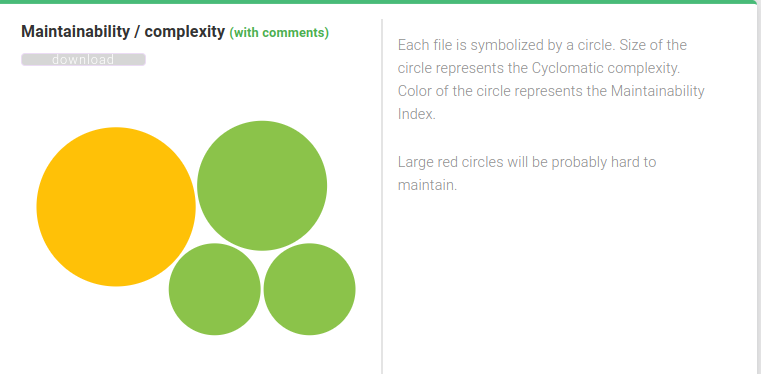 Maintainability / complexity (with comments)
download
Each file is symbolized by a circle. Size of the
circle represents the Cyclomatic complexity.
Color of the circle represents the Maintainability
Index.
Large red circles will be probably hard to
maintain.